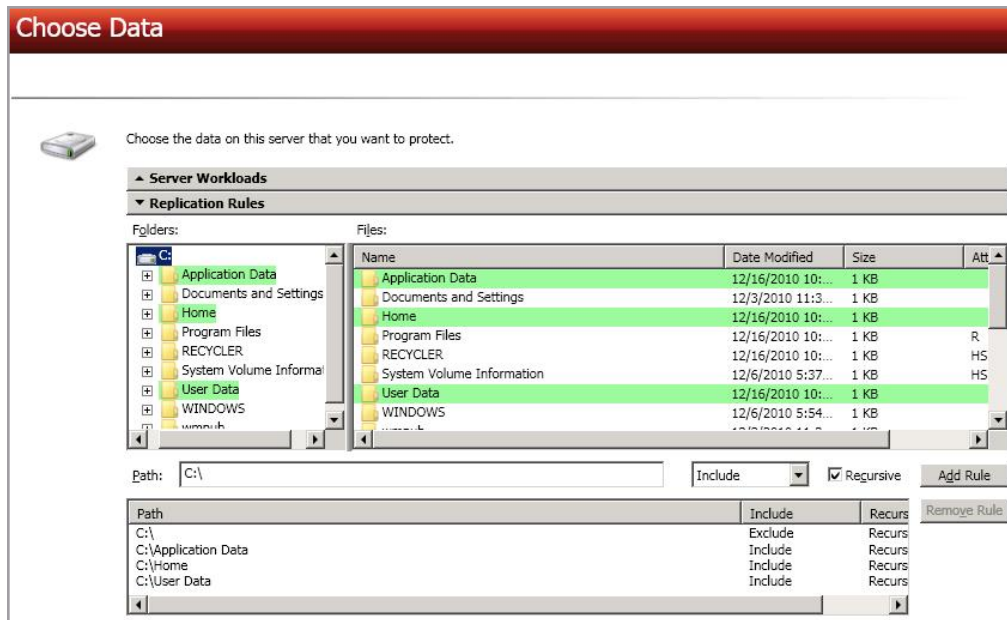 Choose Data
Choose the data on this server that you want to protect.
Server Workloads
Replication Rules
Folders: Files:
C: Name Date Modified Size Att
Application Data Application Data 12/16/2010 10:... 1 KB
Documents and Settings Documents and Settings 12/3/2010 11:3... 1 KB
Home Home 12/16/2010 10:... 1 KB
Program Files Program Files 12/16/2010 10:... 1 KB R
RECYCLER RECYCLER 12/16/2010 10:... 1 KB HS
System Volume Informat System Volume Information 12/6/2010 5:37... 1 KB HS
User Data User Data 12/16/2010 10:... 1 KB
WINDOWS WINDOWS 12/6/2010 5:54... 1 KB
Path: C:\ Include Recursive Add Rule
Path Include Recurs Remove Rule
C:\ Exclude Recurs
C:\Application Data Include Recurs
C:\Home Include Recurs
C:\User Data Include Recurs